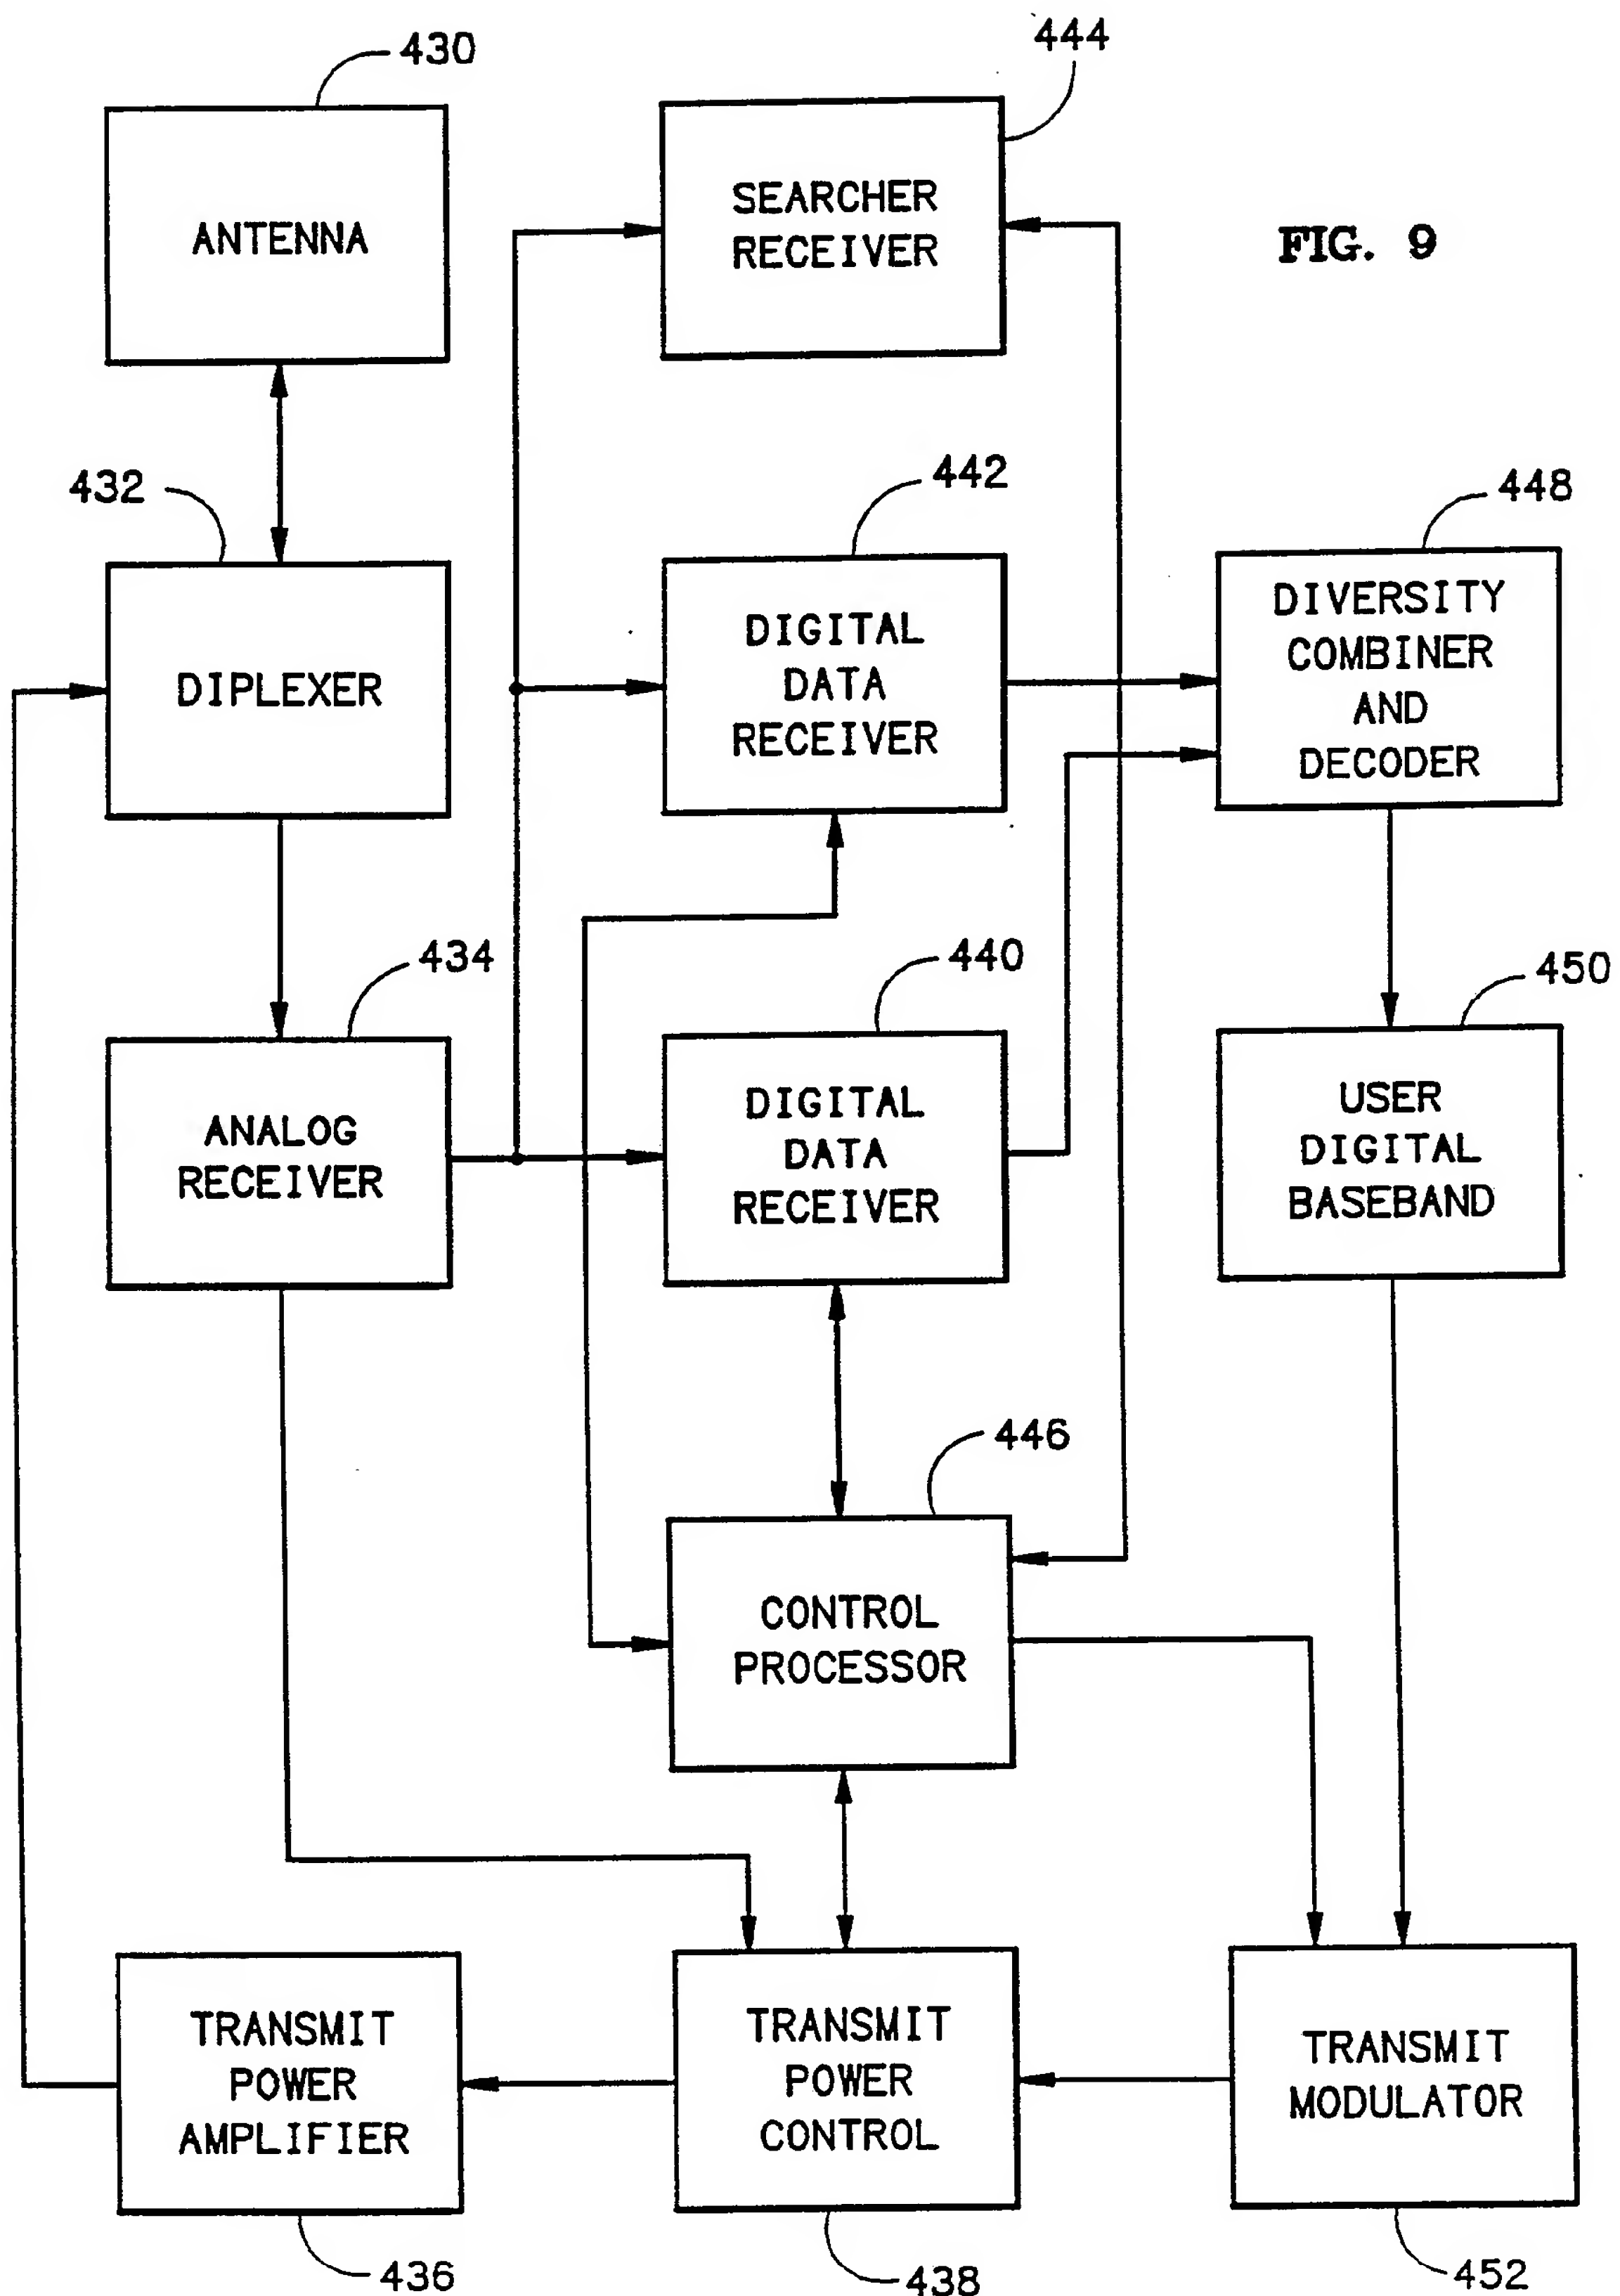 430
444
ANTENNA
SEARCHER
RECEIVER
FIG. 9
432
442
448
DIPLEXER
DIGITAL
DATA
RECEIVER
DIVERSITY
COMBINER
AND
DECODER
434
440
450
ANALOG
RECEIVER
DIGITAL
DATA
RECEIVER
USER
DIGITAL
BASEBAND
446
CONTROL
PROCESSOR
TRANSMIT
POWER
AMPLIFIER
TRANSMIT
POWER
CONTROL
TRANSMIT
MODULATOR
436
438
452